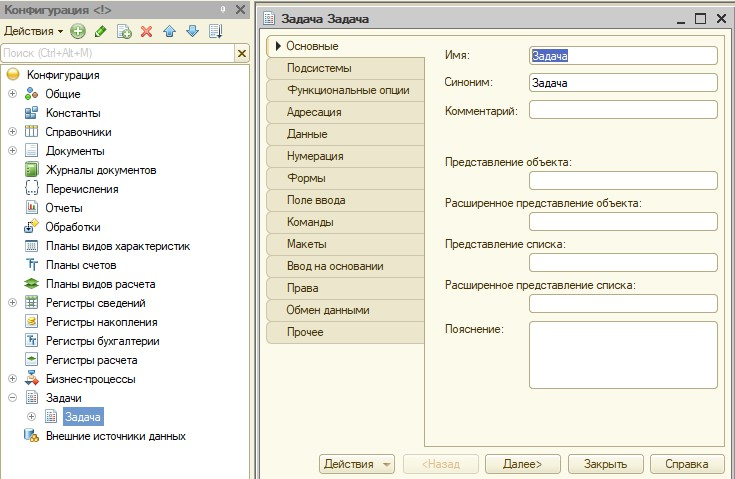 Конфигурация <!>
Действия
Поиск (Ctrl+Alt+M)
Конфигурация
Общие
Константы
Справочники
Документы
Журналы документов
Перечисления
Отчеты
Обработки
Планы видов характеристик
Планы счетов
Планы видов расчета
Регистры сведений
Регистры накопления
Регистры бухгалтерии
Регистры расчета
Бизнес-процессы
Задачи
Задача
Внешние источники данных
Задача Задача
Основные
Подсистемы
Функциональные опции
Адресация
Данные
Нумерация
Формы
Поле ввода
Команды
Макеты
Ввод на основании
Права
Обмен данными
Прочее
Имя: Задача
Синоним: Задача
Комментарий:
Представление объекта:
Расширенное представление объекта:
Представление списка:
Расширенное представление списка:
Пояснение:
Действия <Назад Далее> Закрыть Справка